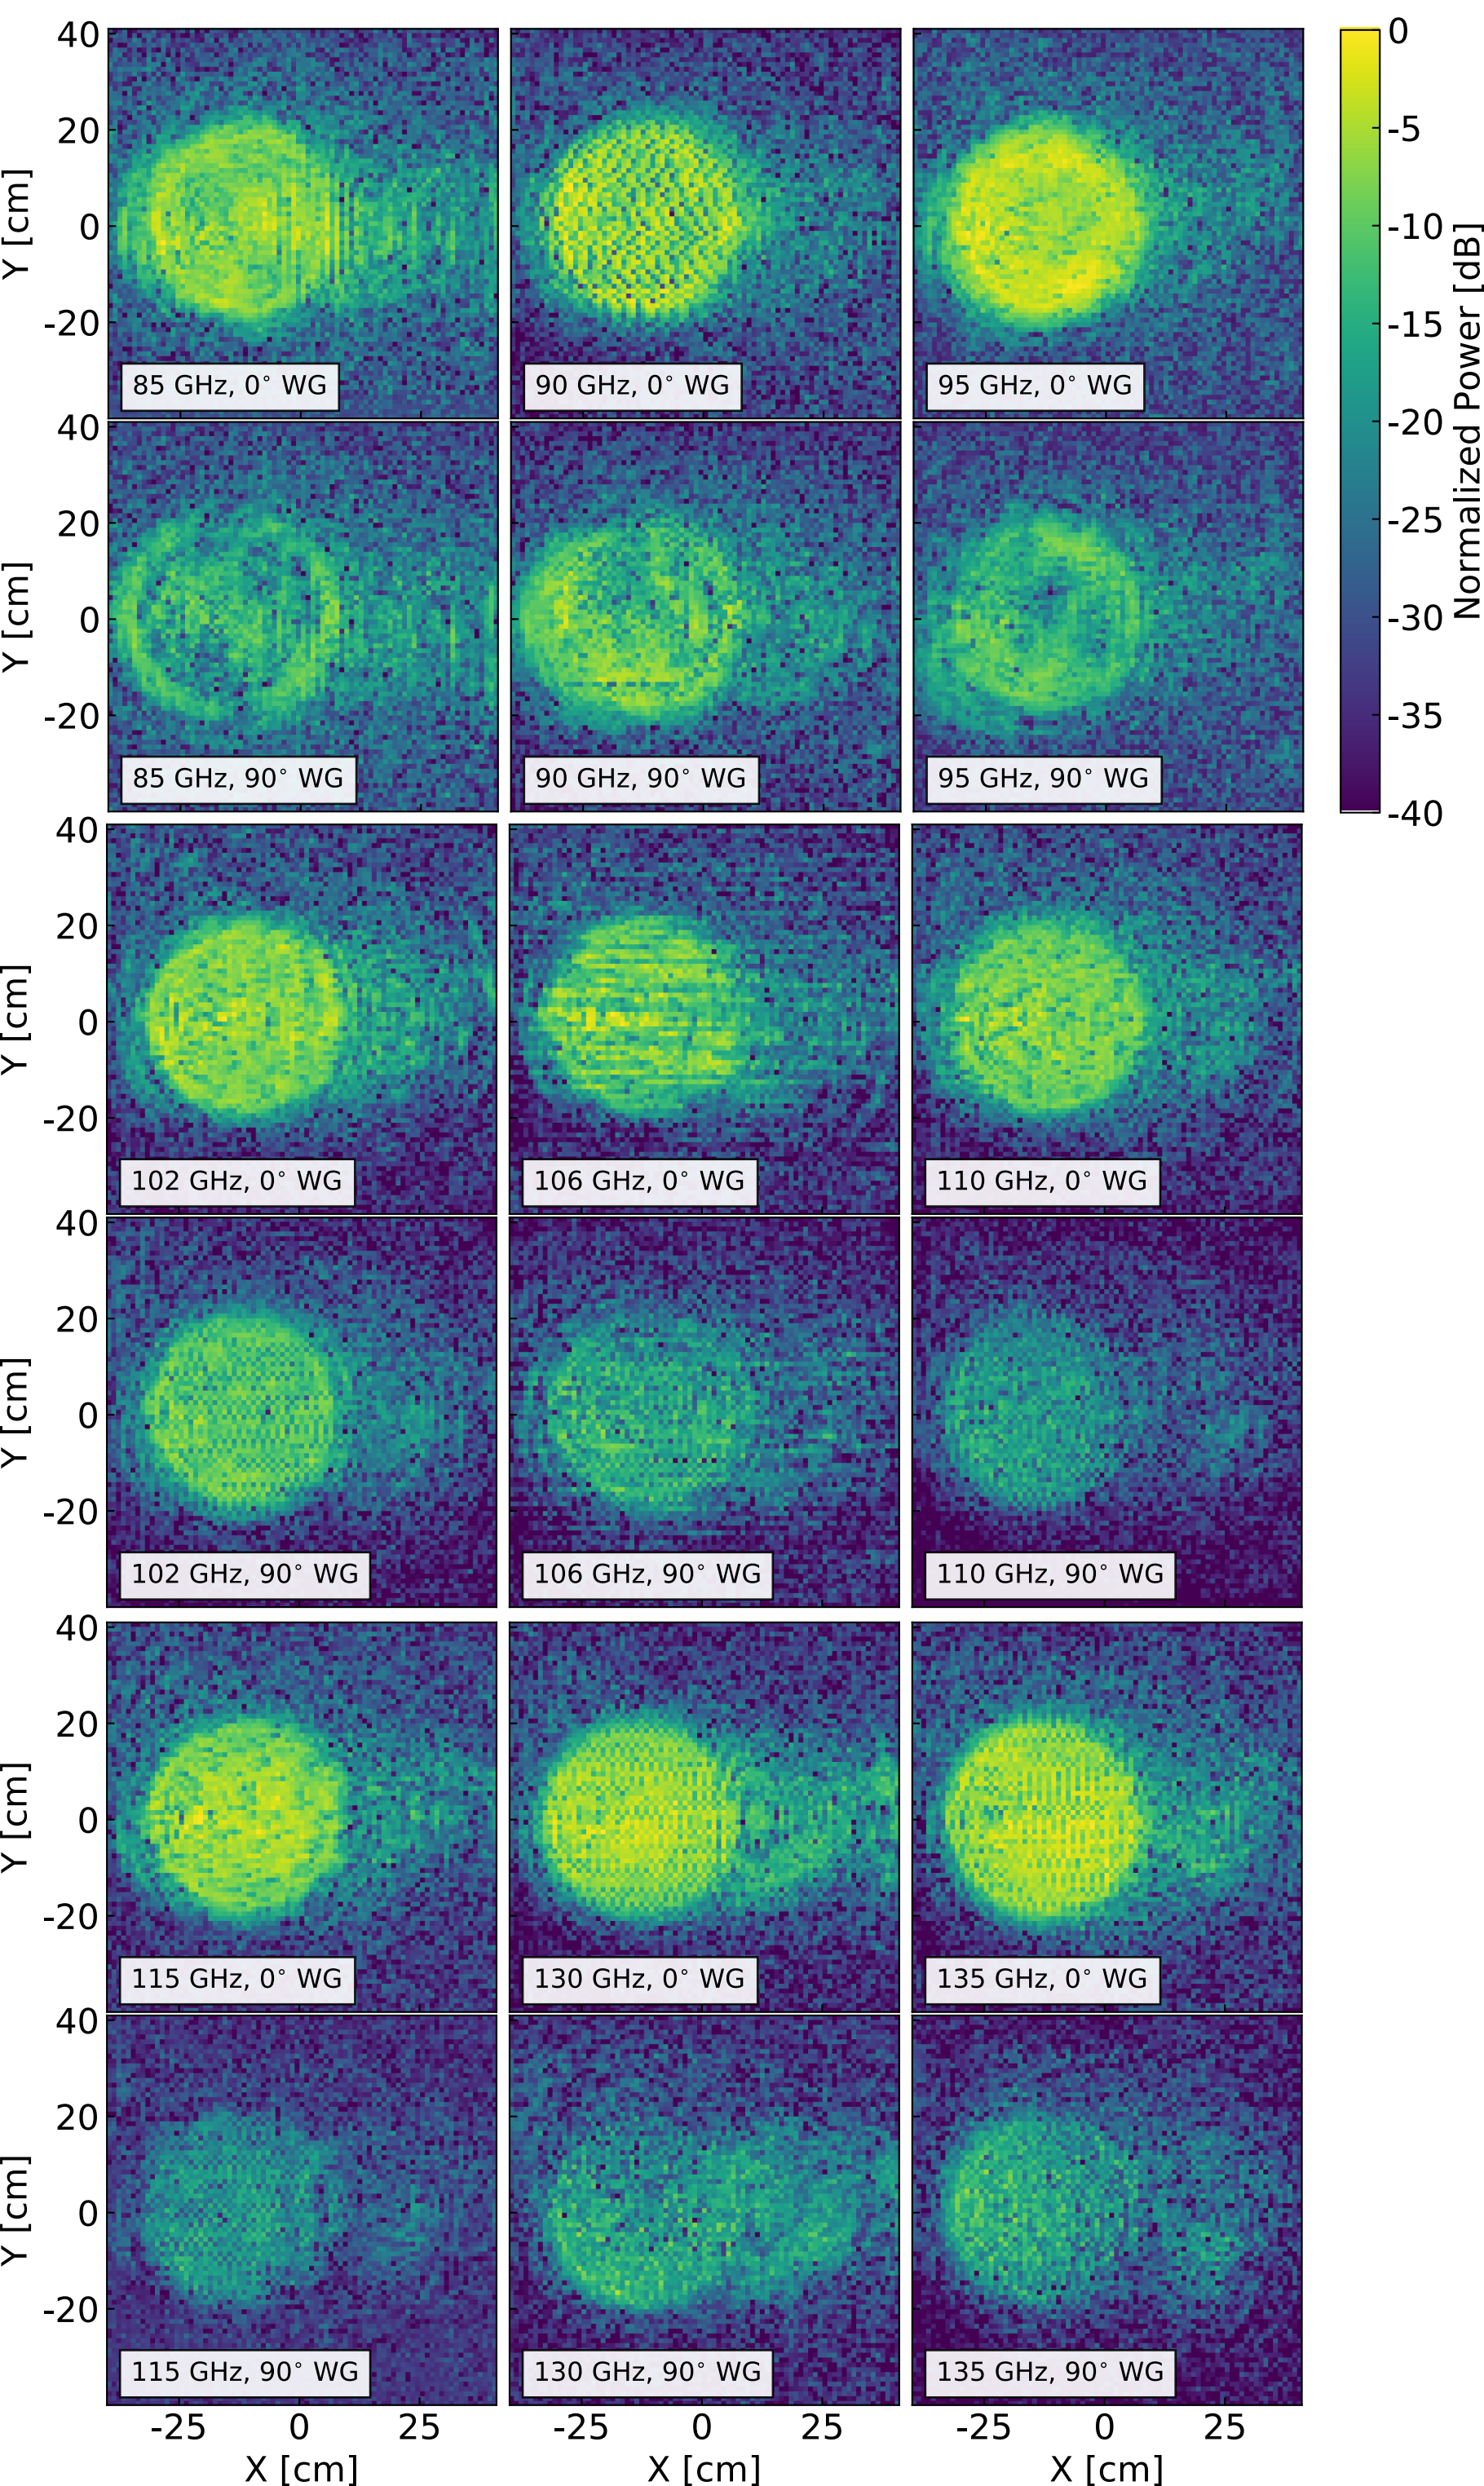 40
20
0
-20
Y [cm]
85 GHz, 0° WG
90 GHz, 0° WG
95 GHz, 0° WG
0
-5
-10
-15
-20
-25
-30
-35
-40
Normalized Power [dB]
40
20
0
-20
Y [cm]
85 GHz, 90° WG
90 GHz, 90° WG
95 GHz, 90° WG
40
20
0
-20
Y [cm]
102 GHz, 0° WG
106 GHz, 0° WG
110 GHz, 0° WG
40
20
0
-20
Y [cm]
102 GHz, 90° WG
106 GHz, 90° WG
110 GHz, 90° WG
40
20
0
-20
Y [cm]
115 GHz, 0° WG
130 GHz, 0° WG
135 GHz, 0° WG
40
20
0
-20
Y [cm]
115 GHz, 90° WG
130 GHz, 90° WG
135 GHz, 90° WG
-25 0 25 -25 0 25 -25 0 25
X [cm] X [cm] X [cm]